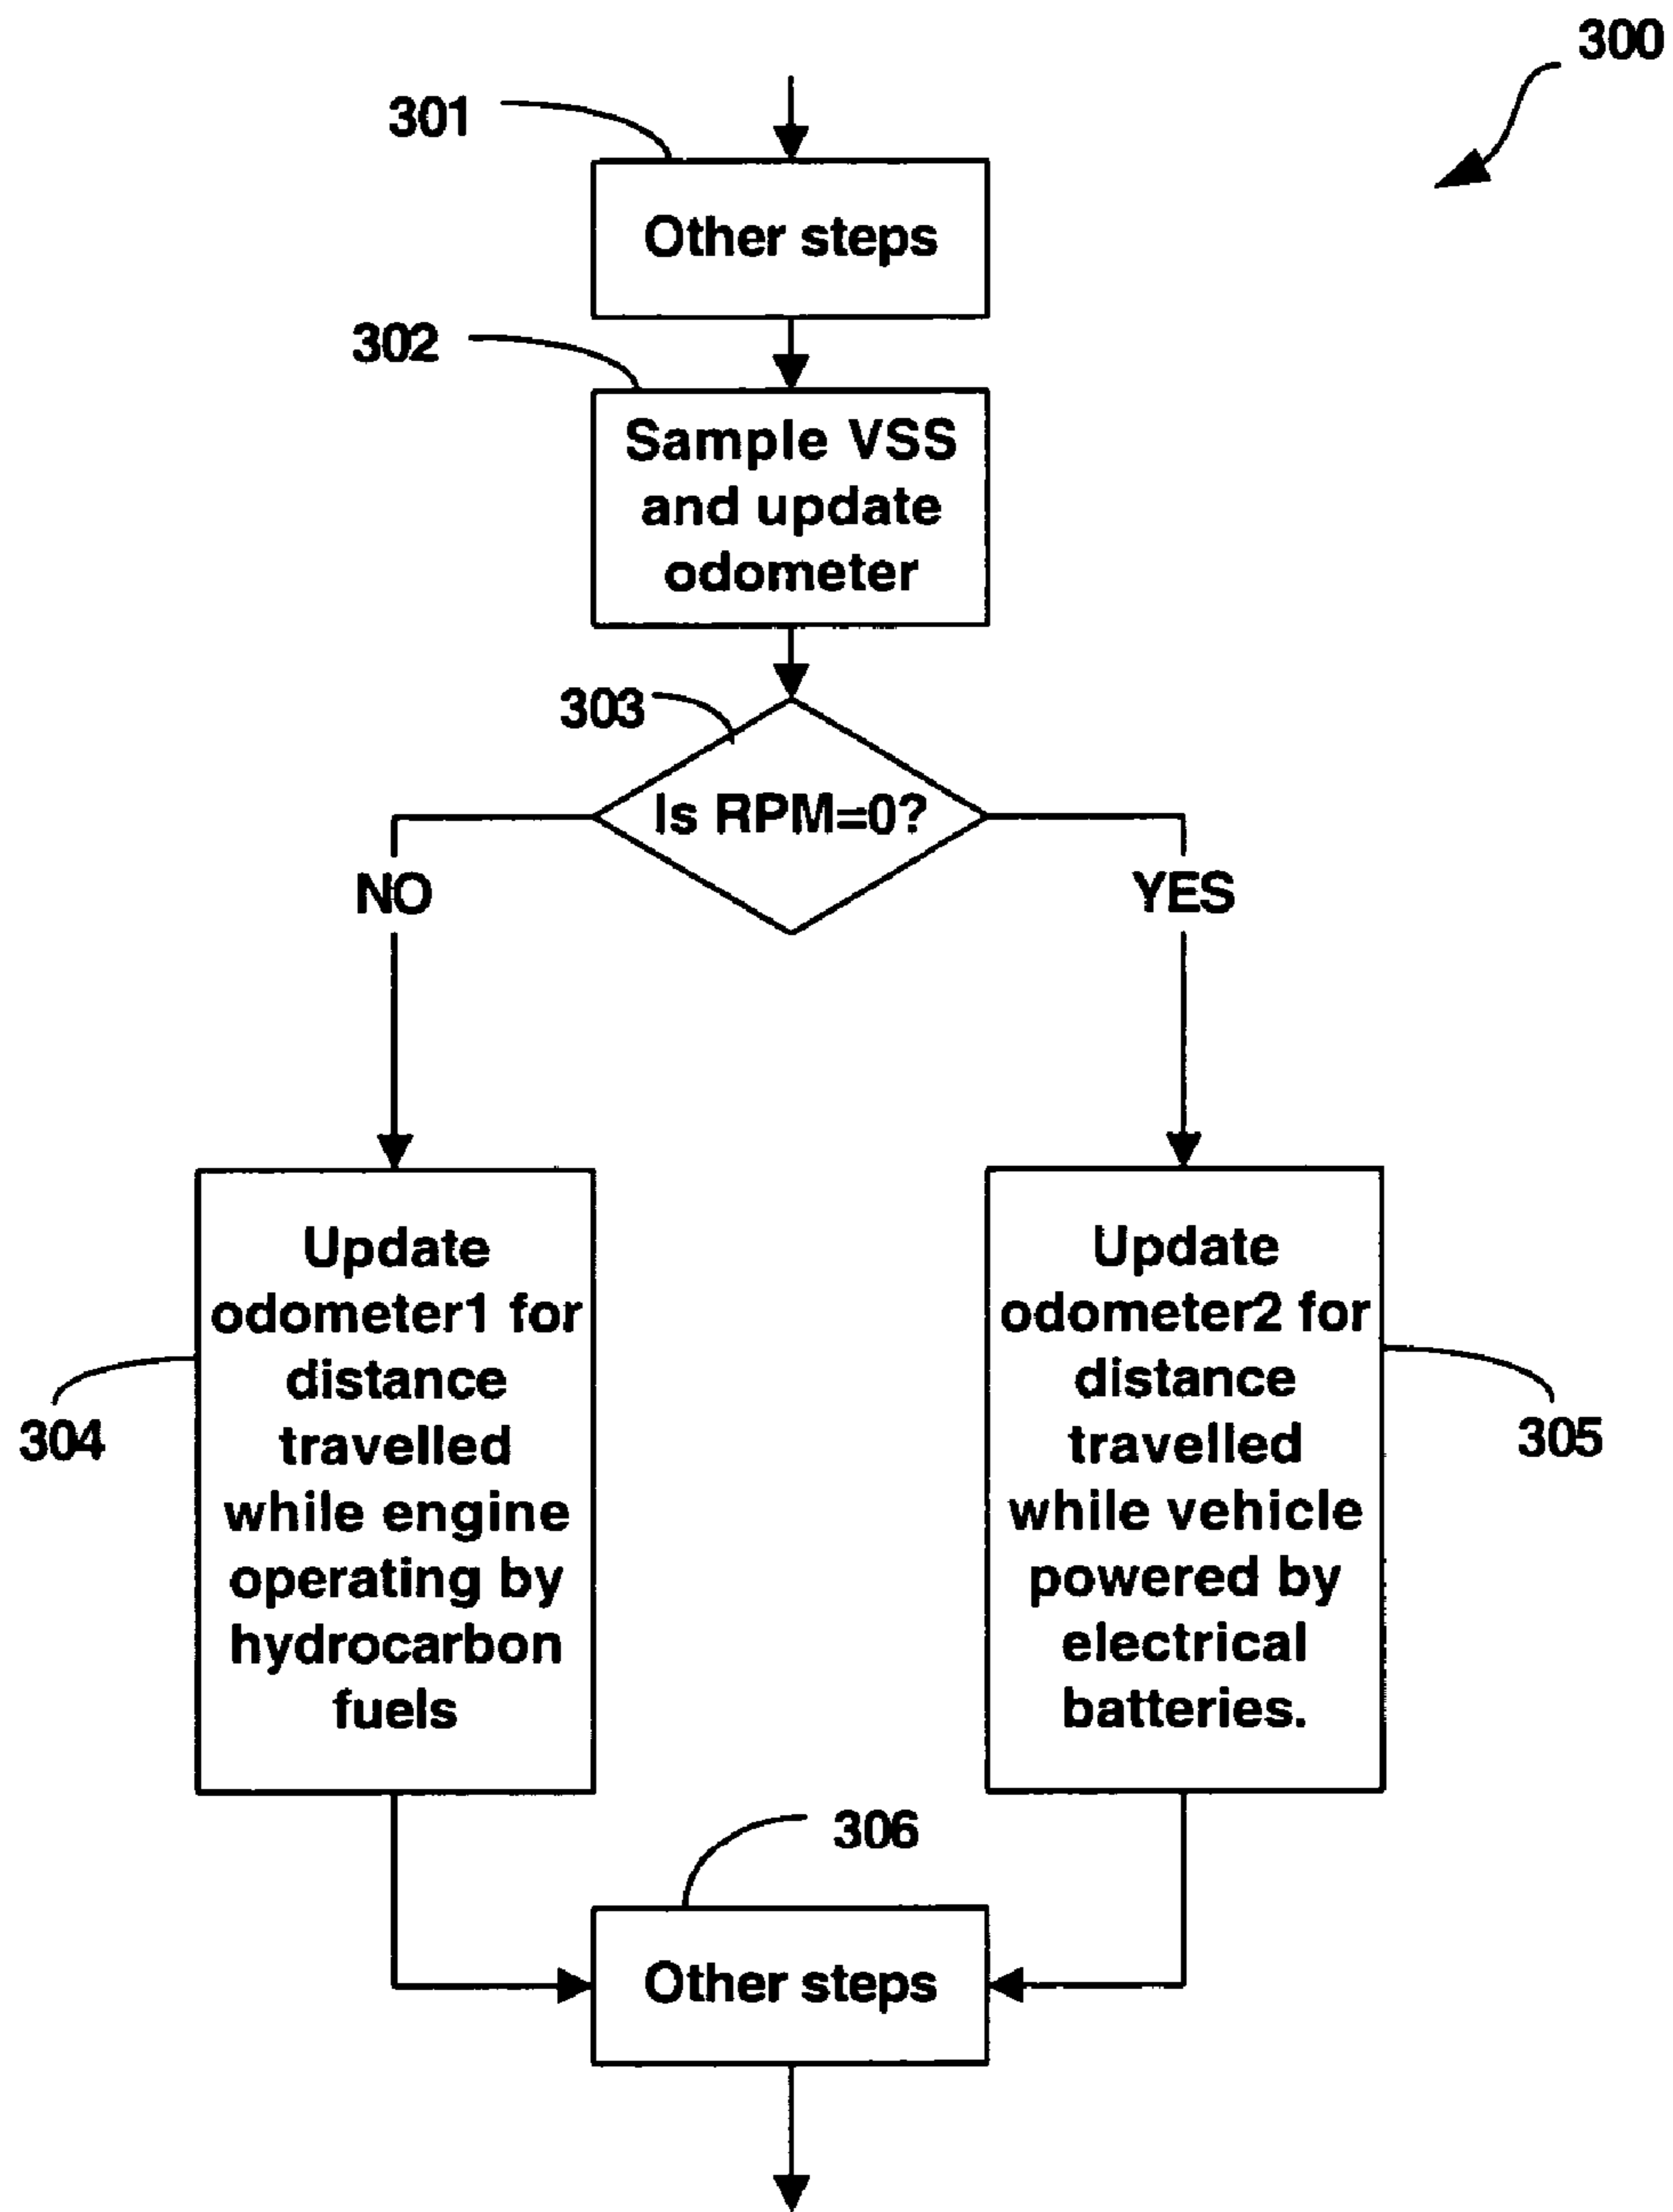 300
301
Other steps
302
Sample VSS
and update
odometer
303
Is RPM=0?
NO
YES
Update
odometer1 for
distance
travelled
while engine
operating by
hydrocarbon
fuels
304
Update
odometer2 for
distance
travelled
while vehicle
powered by
electrical
batteries.
305
306
Other steps